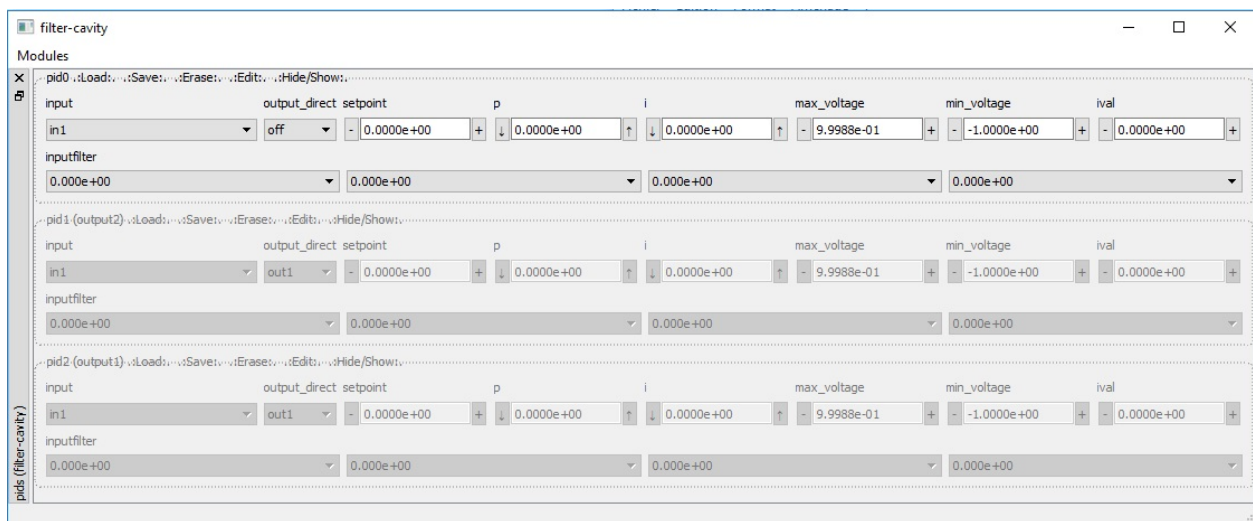 filter-cavity
Modules
pid0 .:Load:. .:Save:. .:Erase:. .:Edit:. .:Hide/Show:.
input output_direct setpoint p i max_voltage min_voltage ival
in1 off - 0.0000e+00 + ↓ 0.0000e+00 ↑ ↓ 0.0000e+00 ↑ - 9.9988e-01 + - -1.0000e+00 + - 0.0000e+00 +
inputfilter
0.000e+00 0.000e+00 0.000e+00 0.000e+00
pid1 (output2) .:Load:. .:Save:. .:Erase:. .:Edit:. .:Hide/Show:.
input output_direct setpoint p i max_voltage min_voltage ival
in1 out1 - 0.0000e+00 + ↓ 0.0000e+00 ↑ ↓ 0.0000e+00 ↑ - 9.9988e-01 + - -1.0000e+00 + - 0.0000e+00 +
inputfilter
0.000e+00 0.000e+00 0.000e+00 0.000e+00
pid2 (output1) .:Load:. .:Save:. .:Erase:. .:Edit:. .:Hide/Show:.
input output_direct setpoint p i max_voltage min_voltage ival
in1 out1 - 0.0000e+00 + ↓ 0.0000e+00 ↑ ↓ 0.0000e+00 ↑ - 9.9988e-01 + - -1.0000e+00 + - 0.0000e+00 +
inputfilter
0.000e+00 0.000e+00 0.000e+00 0.000e+00
pids (filter-cavity)